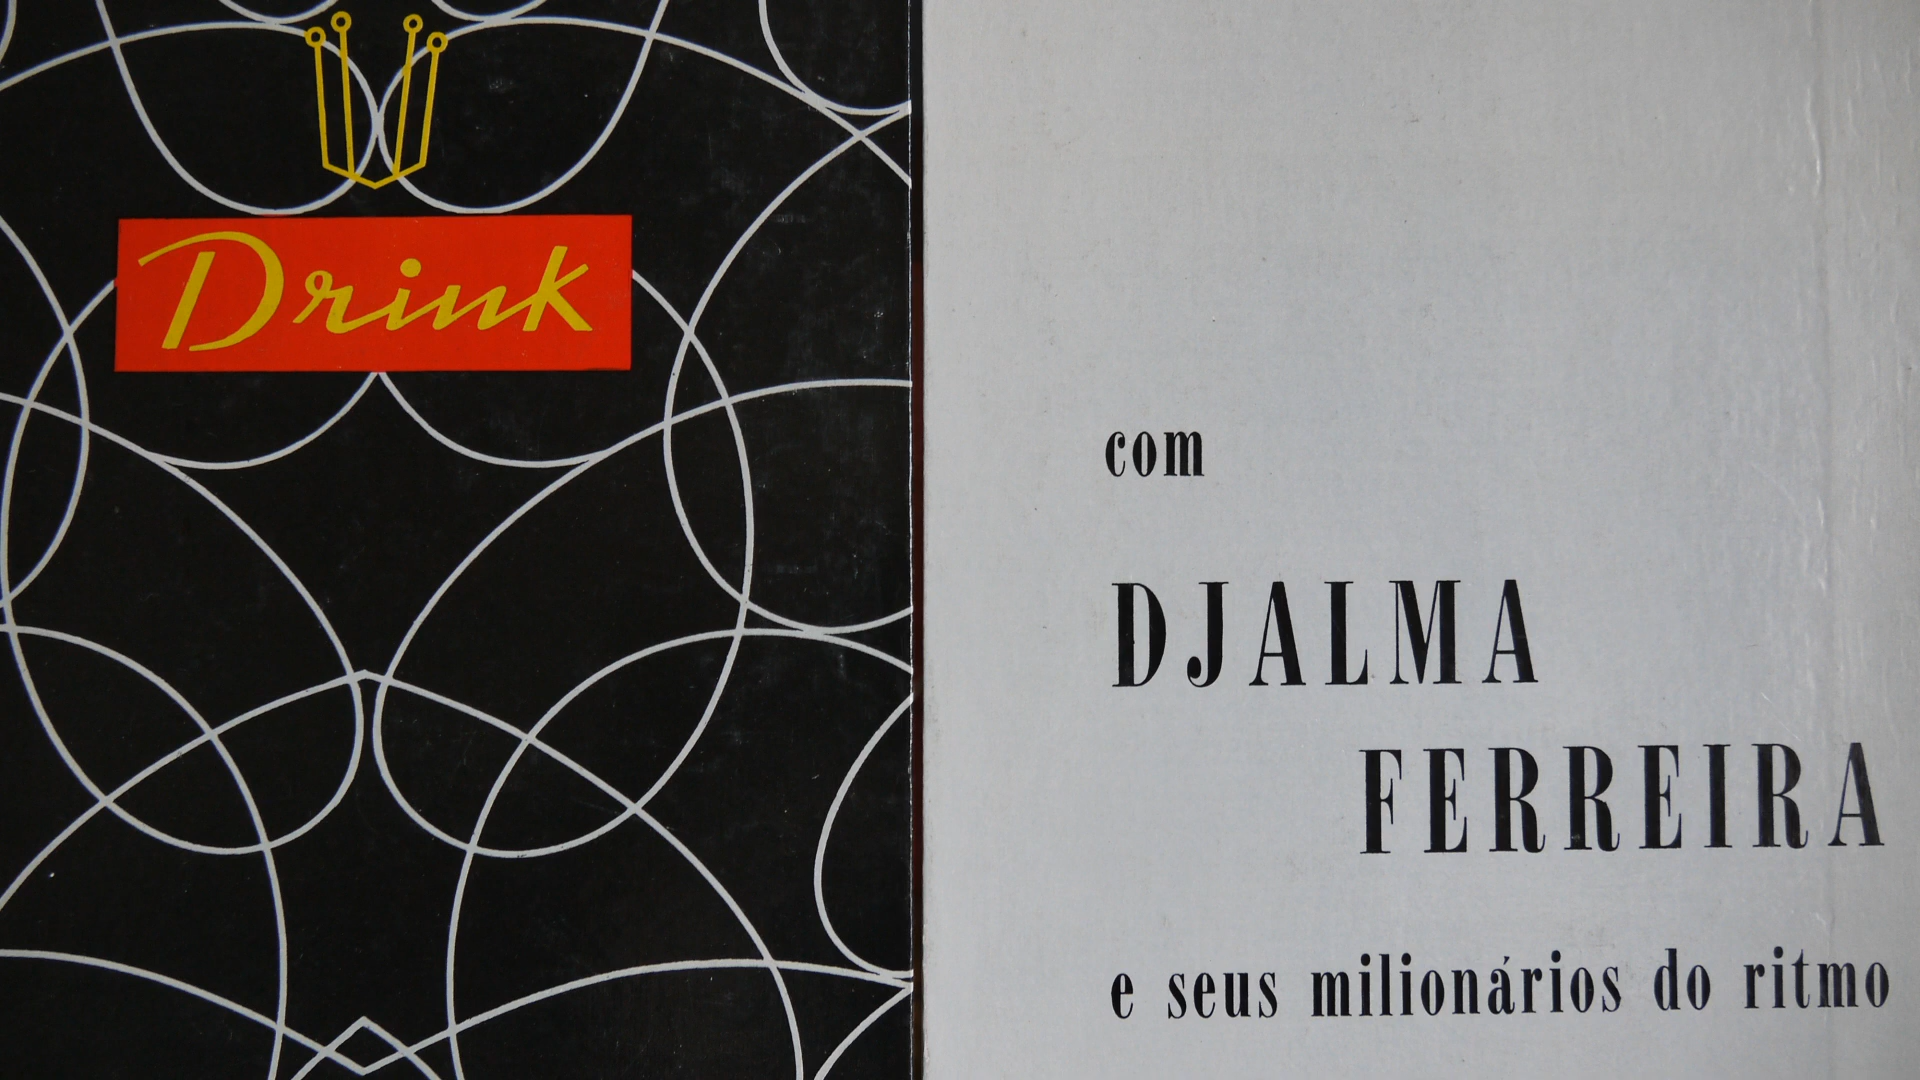 Drink
com
DJALMA
FERREIRA
e seus milionários do ritmo